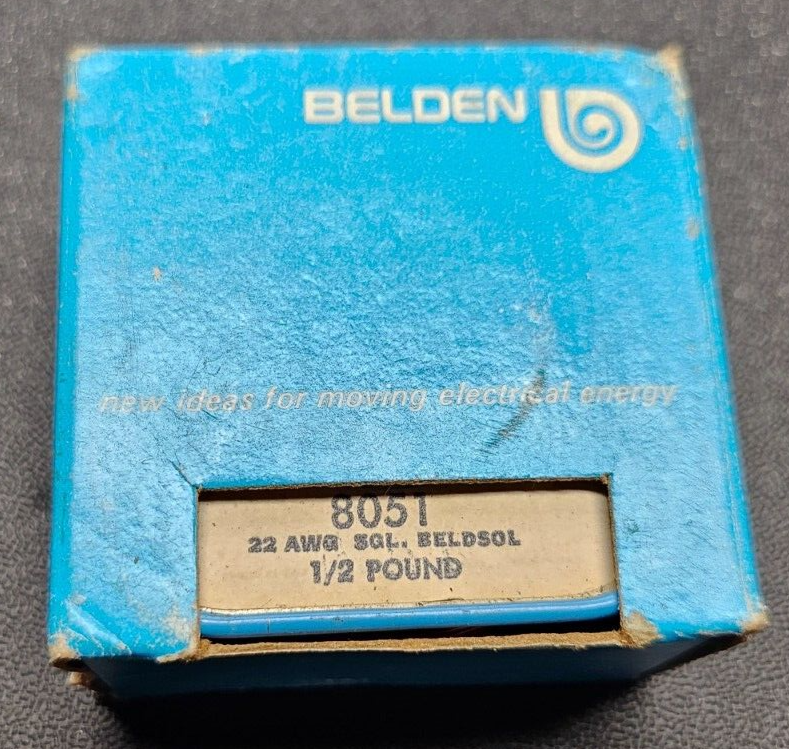 BELDEN
new ideas for moving electrical energy
8051
22 AWG SGL. BELDSOL
1/2 POUND